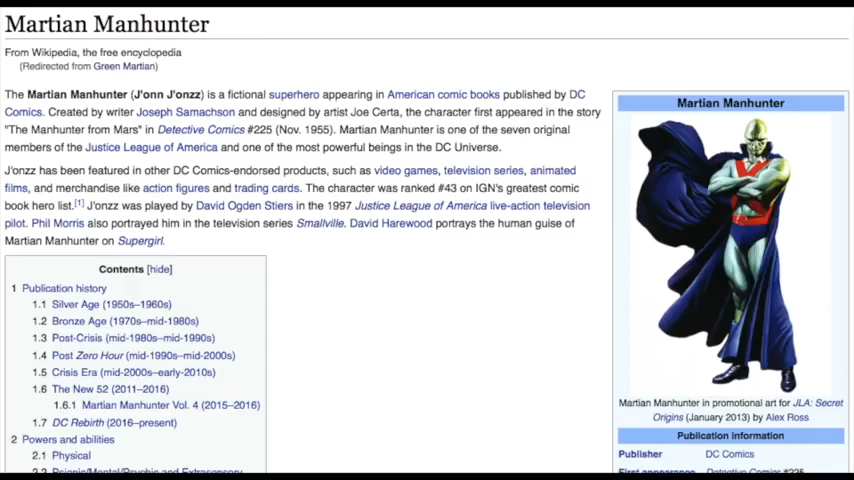 Martian Manhunter
From Wikipedia, the free encyclopedia
(Redirected from Green Martian)
The Martian Manhunter (J'onn J'onzz) is a fictional superhero appearing in American comic books published by DC
Comics. Created by writer Joseph Samachson and designed by artist Joe Certa, the character first appeared in the story
"The Manhunter from Mars" in Detective Comics #225 (Nov. 1955). Martian Manhunter is one of the seven original
members of the Justice League of America and one of the most powerful beings in the DC Universe.
J'onzz has been featured in other DC Comics-endorsed products, such as video games, television series, animated
films, and merchandise like action figures and trading cards. The character was ranked #43 on IGN's greatest comic
book hero list.[1] J'onzz was played by David Ogden Stiers in the 1997 Justice League of America live-action television
pilot. Phil Morris also portrayed him in the television series Smallville. David Harewood portrays the human guise of
Martian Manhunter on Supergirl.
Contents [hide]
1 Publication history
1.1 Silver Age (1950s–1960s)
1.2 Bronze Age (1970s–mid-1980s)
1.3 Post-Crisis (mid-1980s–mid-1990s)
1.4 Post Zero Hour (mid-1990s–mid-2000s)
1.5 Crisis Era (mid-2000s–early-2010s)
1.6 The New 52 (2011–2016)
1.6.1 Martian Manhunter Vol. 4 (2015–2016)
1.7 DC Rebirth (2016–present)
2 Powers and abilities
2.1 Physical
2.2 Psionic/Mental/Psychic and Extrasensory
Martian Manhunter
Martian Manhunter in promotional art for JLA: Secret
Origins (January 2013) by Alex Ross
Publication information
Publisher DC Comics
First appearance Detective Comics #225